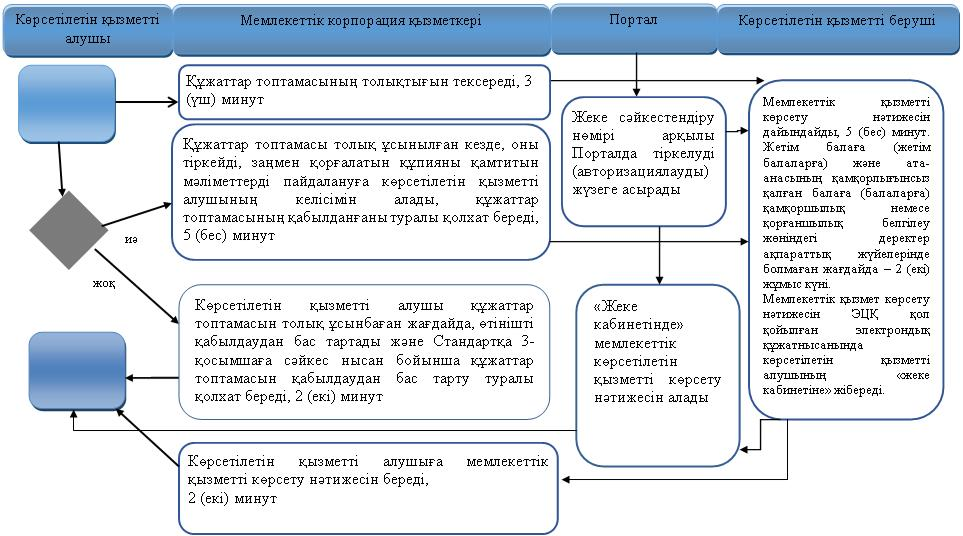 Көрсетілетін қызметті
алушы
Мемлекеттік корпорация қызметкері
Портал
Көрсетілетін қызметті беруші
Құжаттар топтамасының толықтығын тексереді, 3
(үш) минут
Құжаттар топтамасы толық ұсынылған кезде, оны
тіркейді, заңмен қорғалатын құпияны қамтитын
мәліметтерді пайдалануға көрсетілетін қызметті
алушының келісімін алады, құжаттар
топтамасының қабылданғаны туралы қолхат береді,
5 (бес) минут
иә
жоқ
Көрсетілетін қызметті алушы құжаттар
топтамасын толық ұсынбаған жағдайда, өтінішті
қабылдаудан бас тартады және Стандартқа 3-
қосымшаға сәйкес нысан бойынша құжаттар
топтамасын қабылдаудан бас тарту туралы
қолхат береді, 2 (екі) минут
Көрсетілетін қызметті алушыға мемлекеттік
қызметті көрсету нәтижесін береді,
2 (екі) минут
Жеке сәйкестендіру
нөмірі арқылы
Порталда тіркелуді
(авторизациялауды)
жүзеге асырады
«Жеке
кабинетінде»
мемлекеттік
көрсетілетін
қызметті көрсету
нәтижесін алады
Мемлекеттік қызметті
көрсету нәтижесін
дайындайды, 5 (бес) минут.
Жетім балаға (жетім
балаларға) және ата-
анасының қамқорлығынсыз
қалған балаға (балаларға)
қамқоршылық немесе
қорғаншылық белгілеу
жөніндегі деректер
ақпараттық жүйелерінде
болмаған жағдайда – 2 (екі)
жұмыс күні.
Мемлекеттік қызмет көрсету
нәтижесін ЭЦҚ қол
қойылған электрондық
құжатнысанында
көрсетілетін қызметті
алушының «жеке
кабинетіне» жібереді.